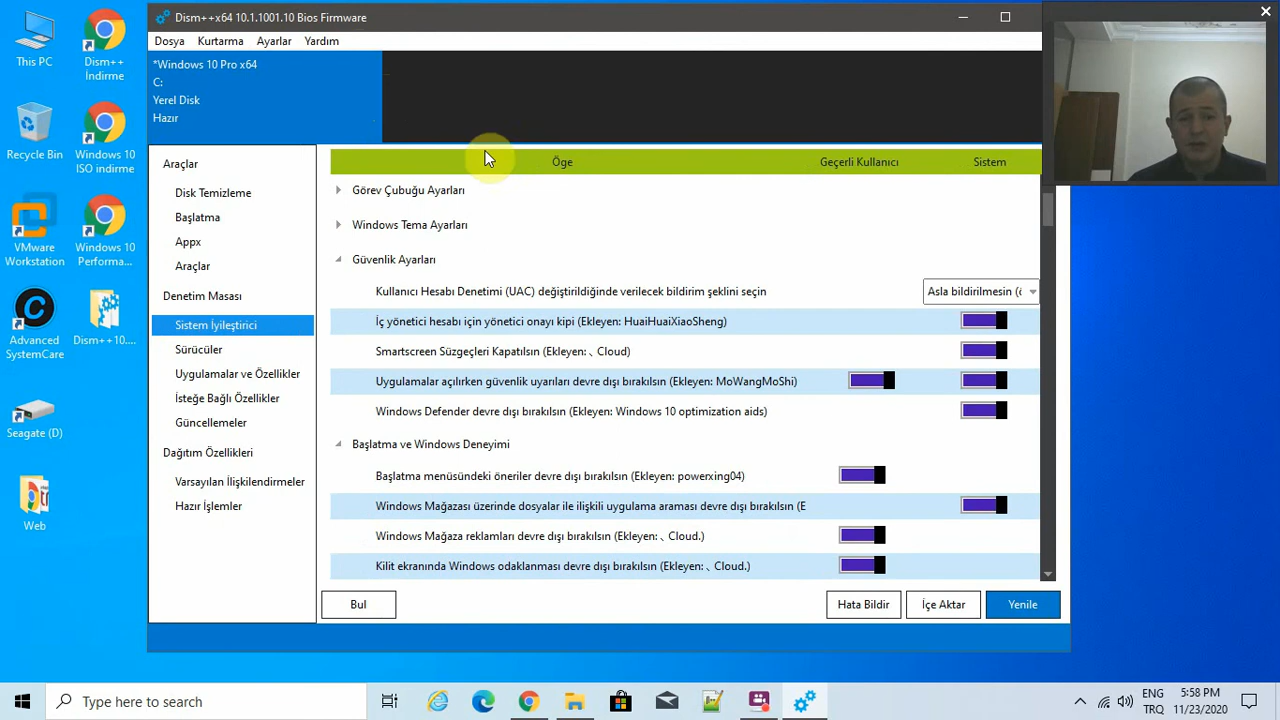 This PC
Dism++
İndirme
Recycle Bin
Windows 10
ISO indirme
VMware
Workstation
Windows 10
Performa...
Advanced
SystemCare
Dism++10....
Seagate (D)
Web
Dism++x64 10.1.1001.10 Bios Firmware
Dosya Kurtarma Ayarlar Yardım
*Windows 10 Pro x64
C:
Yerel Disk
Hazır
Araçlar
Disk Temizleme
Başlatma
Appx
Araçlar
Denetim Masası
Sistem İyileştirici
Sürücüler
Uygulamalar ve Özellikler
İsteğe Bağlı Özellikler
Güncellemeler
Dağıtım Özellikleri
Varsayılan İlişkilendirmeler
Hazır İşlemler
Öge Geçerli Kullanıcı Sistem
Görev Çubuğu Ayarları
Windows Tema Ayarları
Güvenlik Ayarları
Kullanıcı Hesabı Denetimi (UAC) değiştirildiğinde verilecek bildirim şeklini seçin
Asla bildirilmesin (
İç yönetici hesabı için yönetici onayı kipi (Ekleyen: HuaiHuaiXiaoSheng)
Smartscreen Süzgeçleri Kapatılsın (Ekleyen:、Cloud)
Uygulamalar açılırken güvenlik uyarıları devre dışı bırakılsın (Ekleyen: MoWangMoShi)
Windows Defender devre dışı bırakılsın (Ekleyen: Windows 10 optimization aids)
Başlatma ve Windows Deneyimi
Başlatma menüsündeki öneriler devre dışı bırakılsın (Ekleyen: powerxing04)
Windows Mağazası üzerinde dosyalar ile ilişkili uygulama araması devre dışı bırakılsın (E
Windows Mağaza reklamları devre dışı bırakılsın (Ekleyen:、Cloud.)
Kilit ekranında Windows odaklanması devre dışı bırakılsın (Ekleyen:、Cloud.)
Bul Hata Bildir İçe Aktar Yenile
Type here to search
ENG
TRQ
5:58 PM
11/23/2020